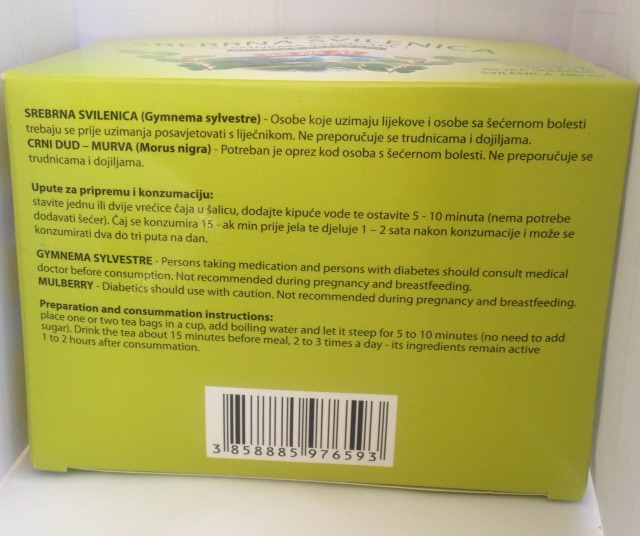 SREBRNA SVILENICA
SVILENICA
SREBRNA SVILENICA (Gymnema sylvestre) - Osobe koje uzimaju lijekove i osobe sa šećernom bolesti
trebaju se prije uzimanja posavjetovati s liječnikom. Ne preporučuje se trudnicama i dojiljama.
CRNI DUD – MURVA (Morus nigra) - Potreban je oprez kod osoba s šećernom bolesti. Ne preporučuje se
trudnicama i dojiljama.
Upute za pripremu i konzumaciju:
stavite jednu ili dvije vrećice čaja u šalicu, dodajte kipuće vode te ostavite 5 - 10 minuta (nema potrebe
dodavati šećer). Čaj se konzumira 15 - ak min prije jela te djeluje 1 – 2 sata nakon konzumacije i može se
konzumirati dva do tri puta na dan.
GYMNEMA SYLVESTRE - Persons taking medication and persons with diabetes should consult medical
doctor before consumption. Not recommended during pregnancy and breastfeeding.
MULBERRY - Diabetics should use with caution. Not recommended during pregnancy and breastfeeding.
Preparation and consummation instructions:
place one or two tea bags in a cup, add boiling water and let it steep for 5 to 10 minutes (no need to add
sugar). Drink the tea about 15 minutes before meal, 2 to 3 times a day - its ingredients remain active
1 to 2 hours after consummation.
3 858885 976593